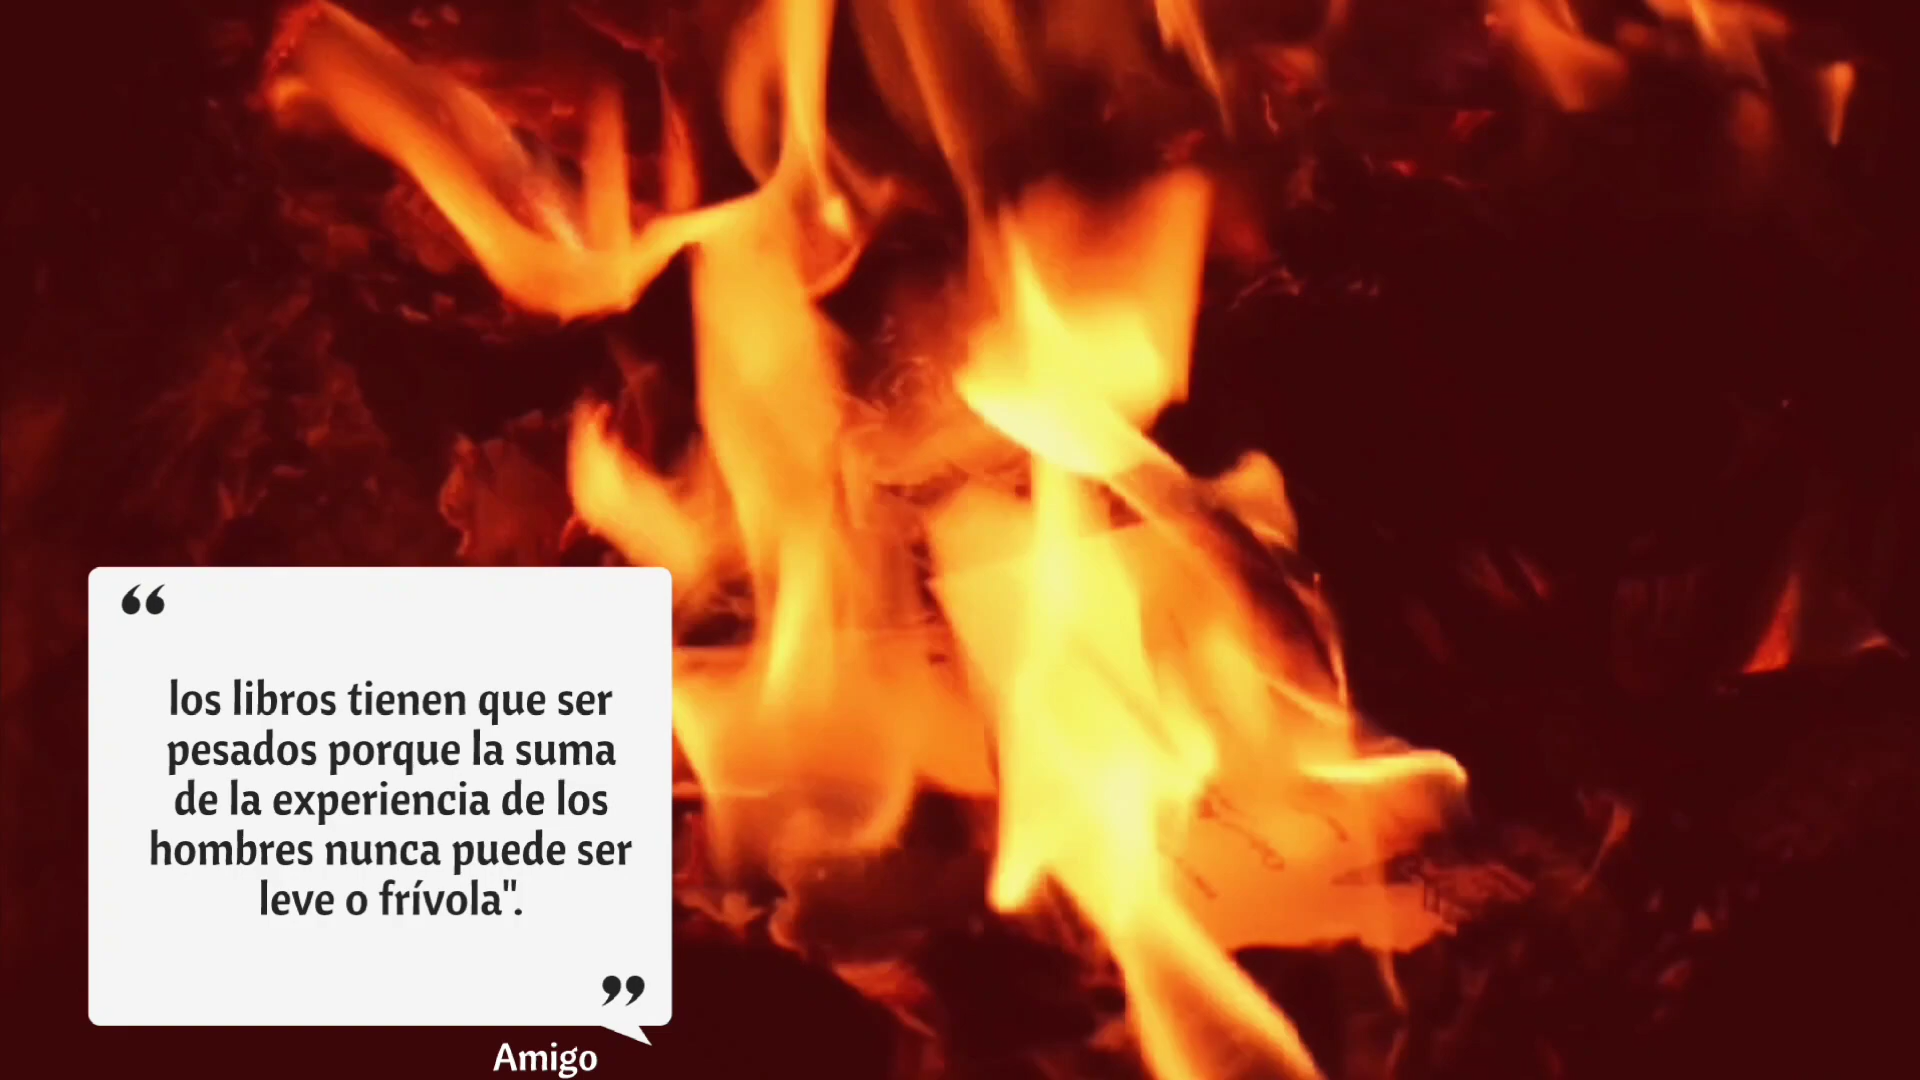 “
los libros tienen que ser
pesados porque la suma
de la experiencia de los
hombres nunca puede ser
leve o frívola".
”
Amigo